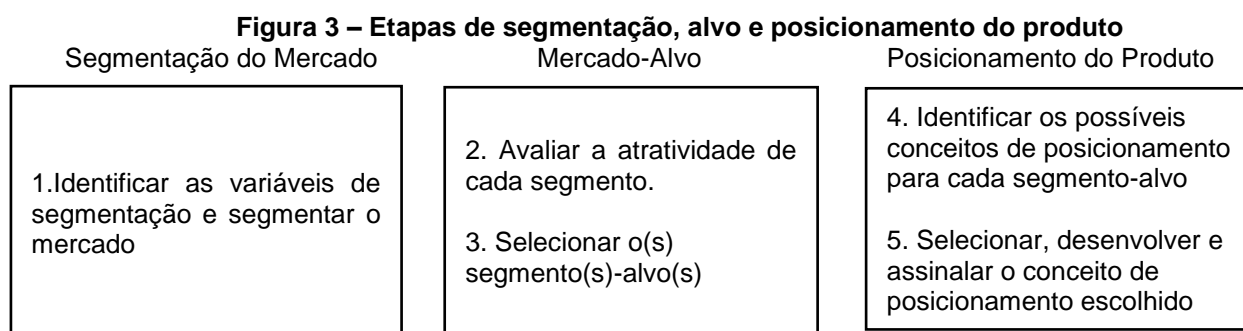 Figura 3 – Etapas de segmentação, alvo e posicionamento do produto
Segmentação do Mercado
Mercado-Alvo
Posicionamento do Produto
1.Identificar as variáveis de
segmentação e segmentar o
mercado
2. Avaliar a atratividade de
cada segmento.
3. Selecionar o(s)
segmento(s)-alvo(s)
4. Identificar os possíveis
conceitos de posicionamento
para cada segmento-alvo
5. Selecionar, desenvolver e
assinalar o conceito de
posicionamento escolhido